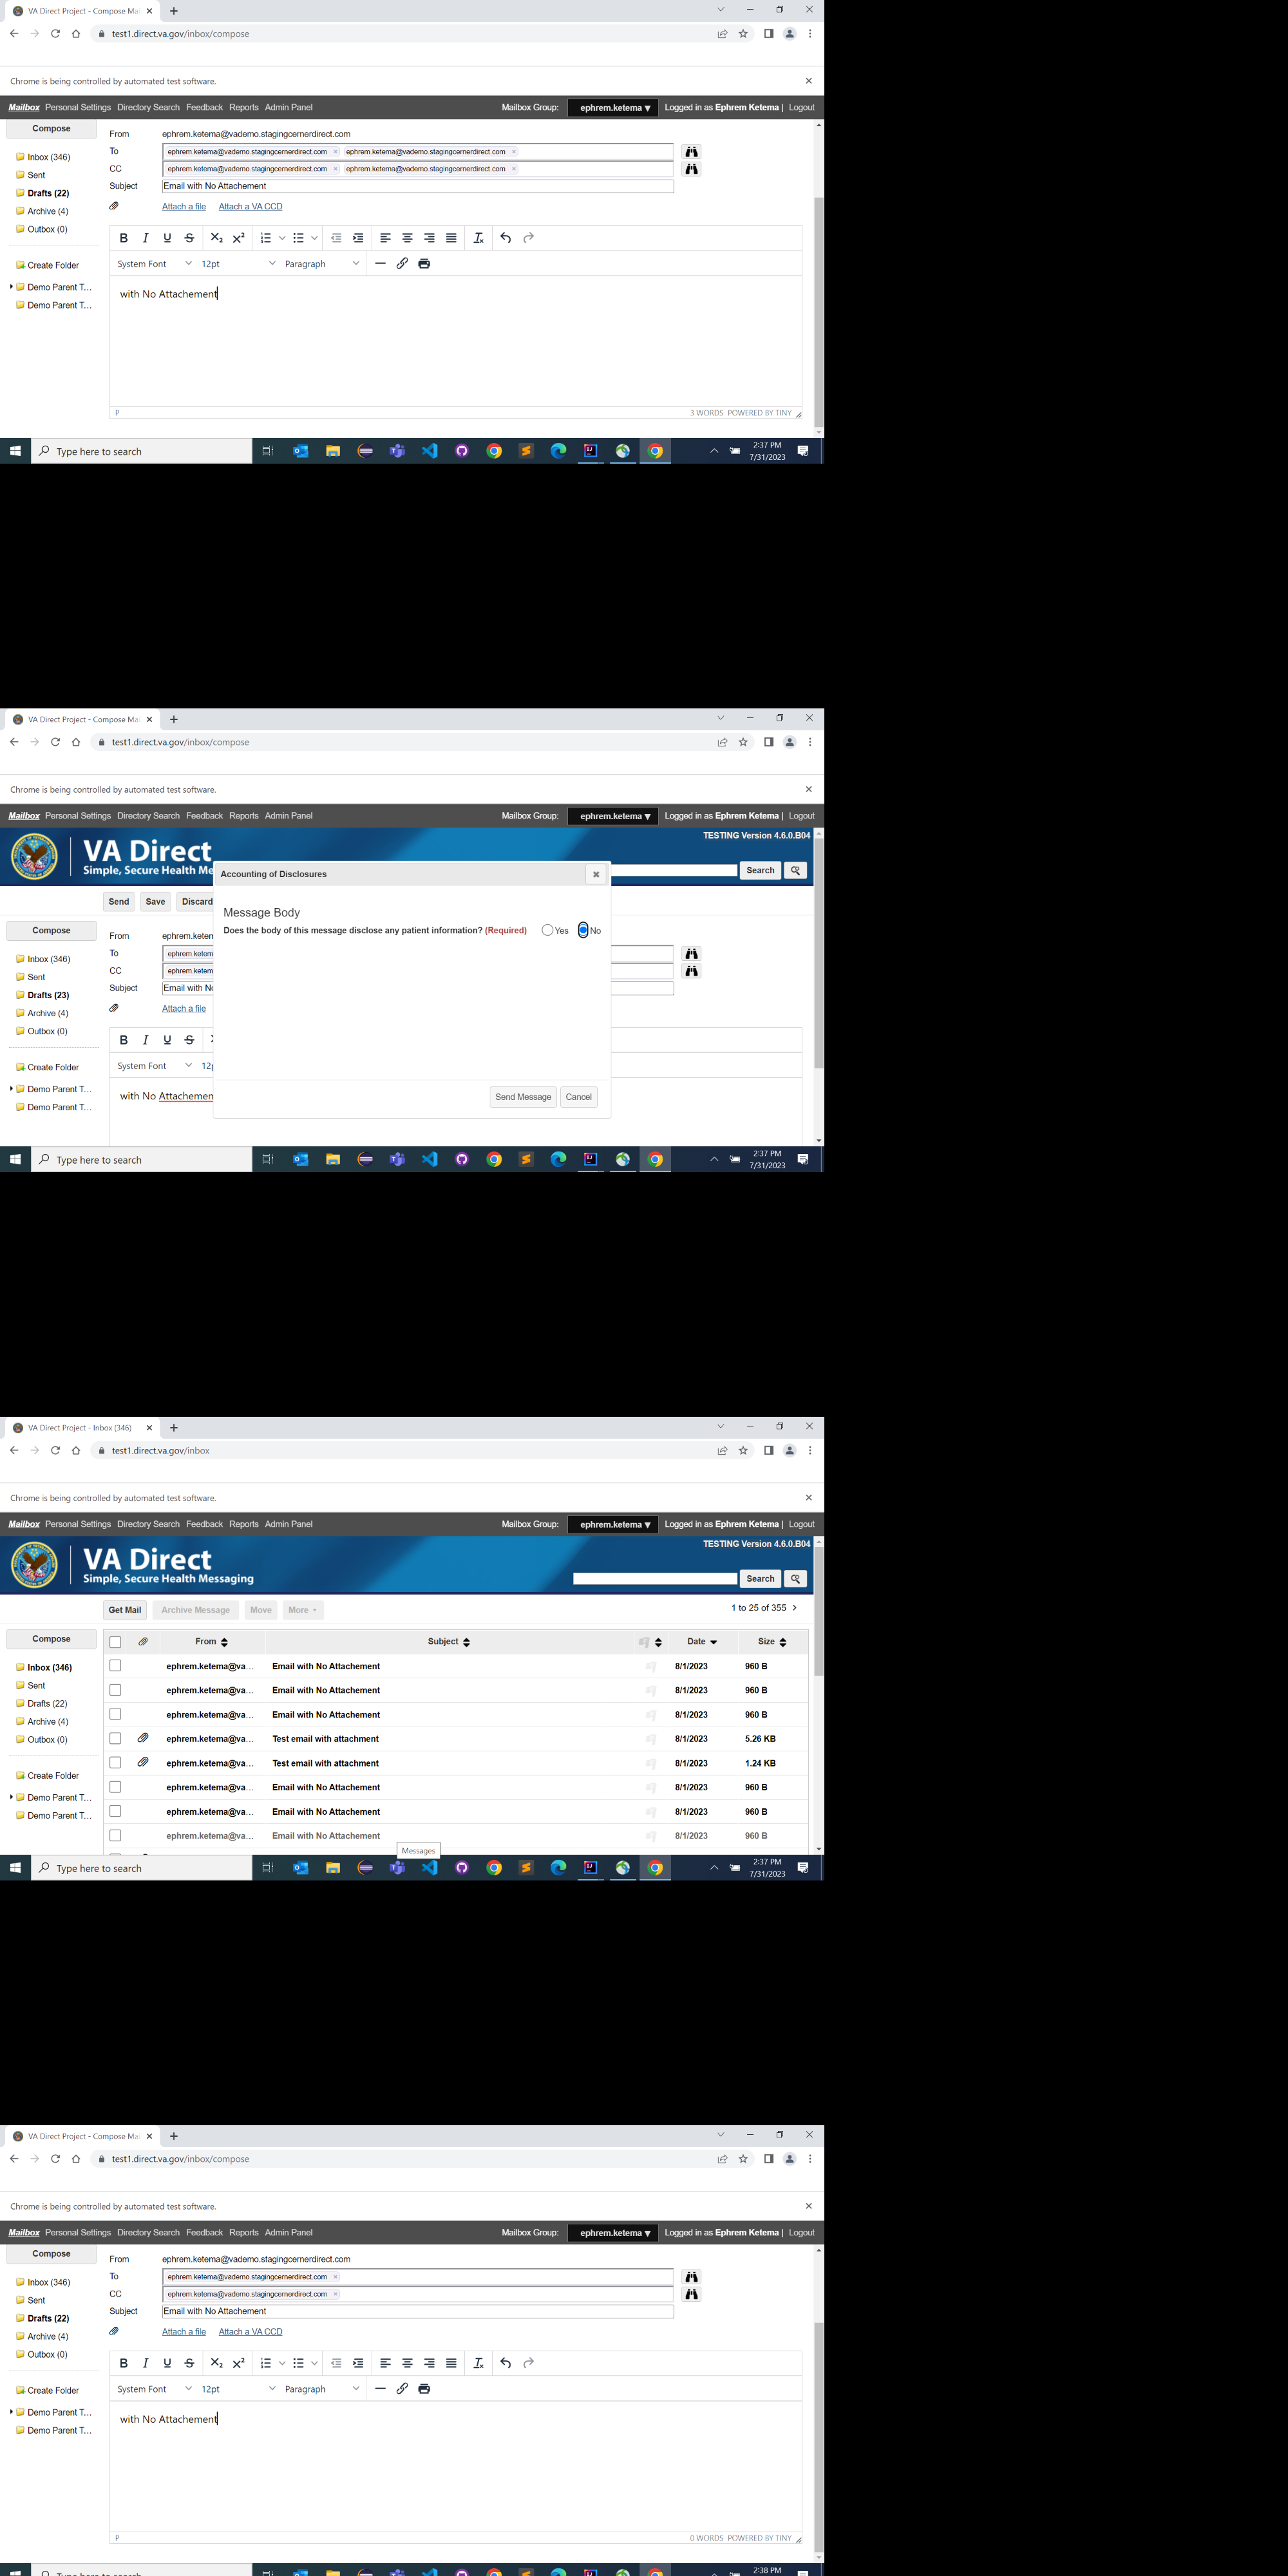 VA Direct Project - Compose Ma
test1.direct.va.gov/inbox/compose
Chrome is being controlled by automated test software.
Mailbox Personal Settings Directory Search Feedback Reports Admin Panel Mailbox Group: ephrem.ketema ▼ Logged in as Ephrem Ketema | Logout
Compose
Inbox (346)
Sent
Drafts (22)
Archive (4)
Outbox (0)
Create Folder
Demo Parent T...
Demo Parent T...
From ephrem.ketema@vademo.stagingcernerdirect.com
To ephrem.ketema@vademo.stagingcernerdirect.com × ephrem.ketema@vademo.stagingcernerdirect.com ×
CC ephrem.ketema@vademo.stagingcernerdirect.com × ephrem.ketema@vademo.stagingcernerdirect.com ×
Subject Email with No Attachement
Attach a file Attach a VA CCD
System Font 12pt Paragraph
with No Attachement
P 3 WORDS POWERED BY TINY
Type here to search
2:37 PM
7/31/2023
VA Direct Project - Compose Ma
test1.direct.va.gov/inbox/compose
Chrome is being controlled by automated test software.
Mailbox Personal Settings Directory Search Feedback Reports Admin Panel Mailbox Group: ephrem.ketema ▼ Logged in as Ephrem Ketema | Logout
TESTING Version 4.6.0.B04
VA Direct
Simple, Secure Health Me
Search
Send Save Discard
Compose
Inbox (346)
Sent
Drafts (23)
Archive (4)
Outbox (0)
Create Folder
Demo Parent T...
Demo Parent T...
From ephrem.keter
To ephrem.ketem
CC ephrem.ketem
Subject Email with No
Attach a file
System Font 12p
with No Attachemen
Accounting of Disclosures
Message Body
Does the body of this message disclose any patient information? (Required) Yes No
Send Message Cancel
Type here to search
2:37 PM
7/31/2023
VA Direct Project - Inbox (346)
test1.direct.va.gov/inbox
Chrome is being controlled by automated test software.
Mailbox Personal Settings Directory Search Feedback Reports Admin Panel Mailbox Group: ephrem.ketema ▼ Logged in as Ephrem Ketema | Logout
TESTING Version 4.6.0.B04
VA Direct
Simple, Secure Health Messaging
Search
Get Mail Archive Message Move More 1 to 25 of 355
Compose
Inbox (346)
Sent
Drafts (22)
Archive (4)
Outbox (0)
Create Folder
Demo Parent T...
Demo Parent T...
From Subject Date Size
ephrem.ketema@va... Email with No Attachement 8/1/2023 960 B
ephrem.ketema@va... Email with No Attachement 8/1/2023 960 B
ephrem.ketema@va... Email with No Attachement 8/1/2023 960 B
ephrem.ketema@va... Test email with attachment 8/1/2023 5.26 KB
ephrem.ketema@va... Test email with attachment 8/1/2023 1.24 KB
ephrem.ketema@va... Email with No Attachement 8/1/2023 960 B
ephrem.ketema@va... Email with No Attachement 8/1/2023 960 B
ephrem.ketema@va... Email with No Attachement 8/1/2023 960 B
Messages
Type here to search
2:37 PM
7/31/2023
VA Direct Project - Compose Ma
test1.direct.va.gov/inbox/compose
Chrome is being controlled by automated test software.
Mailbox Personal Settings Directory Search Feedback Reports Admin Panel Mailbox Group: ephrem.ketema ▼ Logged in as Ephrem Ketema | Logout
Compose
Inbox (346)
Sent
Drafts (22)
Archive (4)
Outbox (0)
Create Folder
Demo Parent T...
Demo Parent T...
From ephrem.ketema@vademo.stagingcernerdirect.com
To ephrem.ketema@vademo.stagingcernerdirect.com ×
CC ephrem.ketema@vademo.stagingcernerdirect.com ×
Subject Email with No Attachement
Attach a file Attach a VA CCD
System Font 12pt Paragraph
with No Attachement
P 0 WORDS POWERED BY TINY
Type here to search
2:38 PM